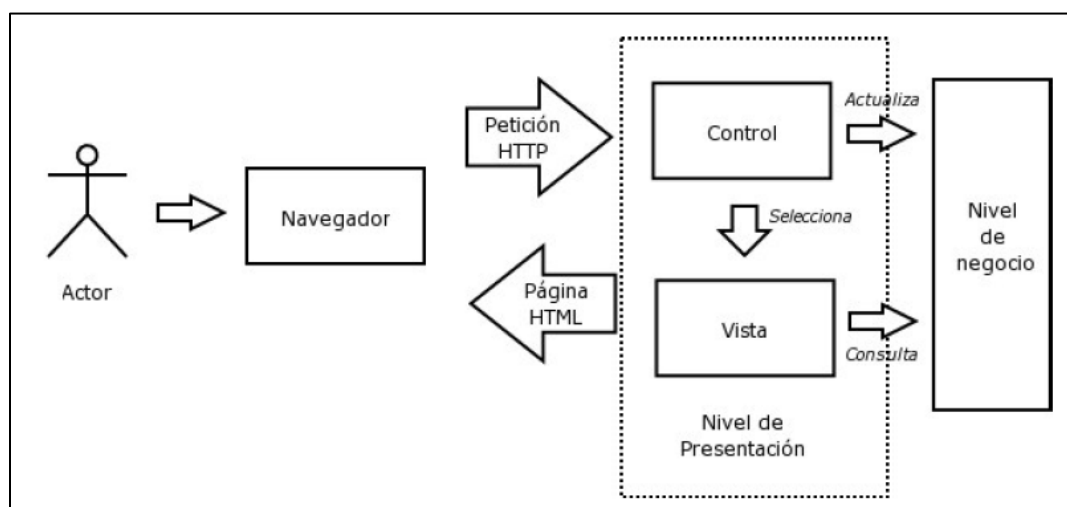 Actor
Navegador
Petición
HTTP
Página
HTML
Control
Actualiza
Selecciona
Vista
Consulta
Nivel de
Presentación
Nivel
de
negocio